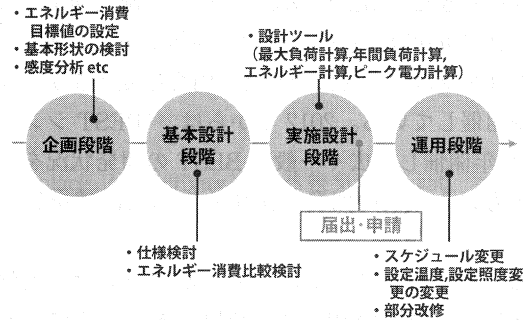 ・エネルギー消費
目標値の設定
・基本形状の検討
・感度分析 etc
・設計ツール
（最大負荷計算,年間負荷計算,
エネルギー計算,ピーク電力計算）
企画段階
基本設計
段階
実施設計
段階
運用段階
届出・申請
・仕様検討
・エネルギー消費比較検討
・スケジュール変更
・設定温度,設定照度変
更の変更
・部分改修